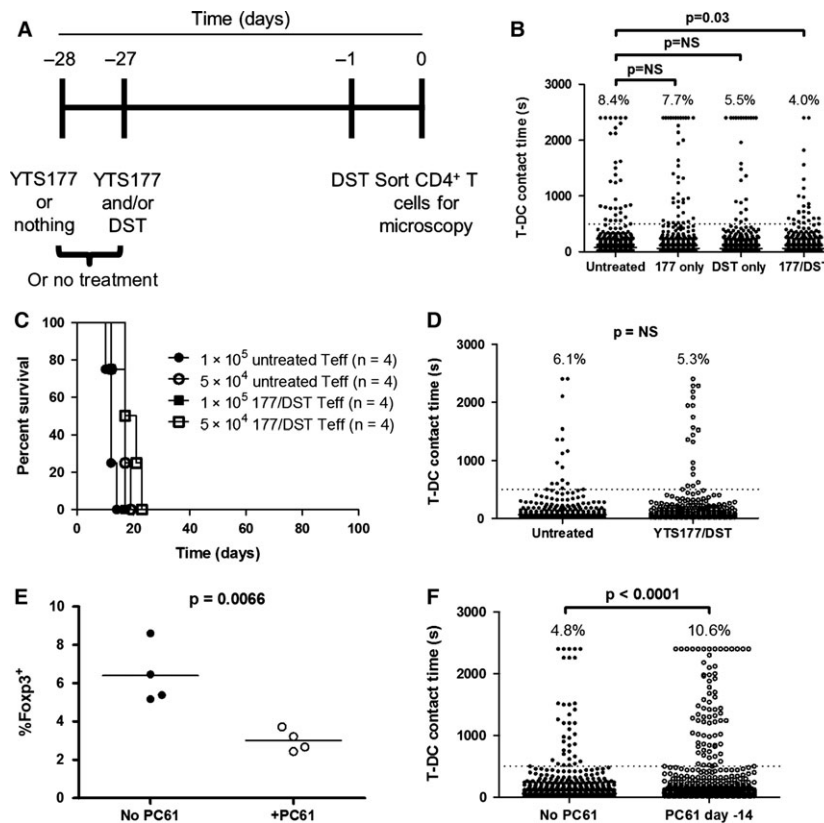 A
Time (days)
–28 –27 –1 0
YTS177
or
nothing
YTS177
and/or
DST
DST Sort CD4+ T
cells for
microscopy
Or no treatment
B
p=0.03
p=NS
p=NS
T-DC contact time (s)
3000
2000
1000
0
8.4% 7.7% 5.5% 4.0%
Untreated 177 only DST only 177/DST
C
Percent survival
100
80
60
40
20
0
0 20 40 60 80 100
Time (days)
1 × 10⁵ untreated Teff (n = 4)
5 × 10⁴ untreated Teff (n = 4)
1 × 10⁵ 177/DST Teff (n = 4)
5 × 10⁴ 177/DST Teff (n = 4)
D
p = NS
T-DC contact time (s)
3000
2000
1000
0
6.1% 5.3%
Untreated YTS177/DST
E
p = 0.0066
%Foxp3+
10
8
6
4
2
0
No PC61 +PC61
F
p < 0.0001
T-DC contact time (s)
3000
2000
1000
0
4.8% 10.6%
No PC61 PC61 day -14